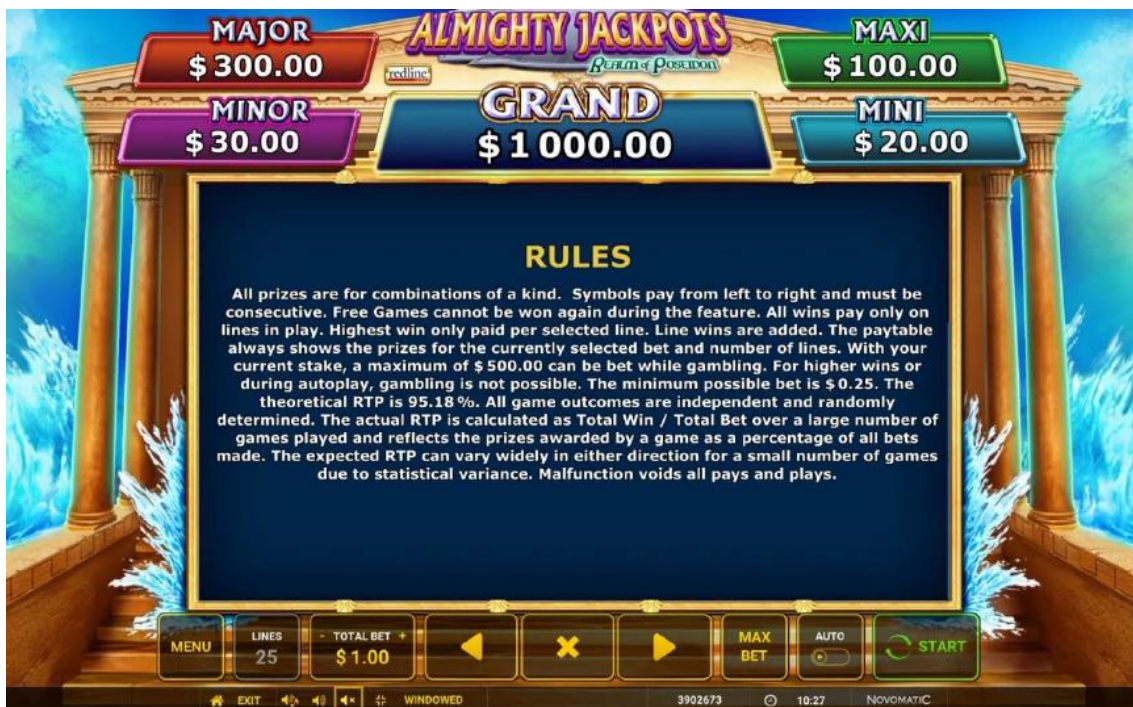 MAJOR
$300.00
ALMIGHTY JACKPOTS
REALM of POSEIDON
redline
MAXI
$100.00
MINOR
$30.00
GRAND
$1 000.00
MINI
$20.00
RULES
All prizes are for combinations of a kind. Symbols pay from left to right and must be
consecutive. Free Games cannot be won again during the feature. All wins pay only on
lines in play. Highest win only paid per selected line. Line wins are added. The paytable
always shows the prizes for the currently selected bet and number of lines. With your
current stake, a maximum of $500.00 can be bet while gambling. For higher wins or
during autoplay, gambling is not possible. The minimum possible bet is $0.25. The
theoretical RTP is 95.18%. All game outcomes are independent and randomly
determined. The actual RTP is calculated as Total Win / Total Bet over a large number of
games played and reflects the prizes awarded by a game as a percentage of all bets
made. The expected RTP can vary widely in either direction for a small number of games
due to statistical variance. Malfunction voids all pays and plays.
MENU
LINES
25
- TOTAL BET +
$1.00
MAX
BET
AUTO
START
EXIT
WINDOWED
3902673
10:27
NOVOMATIC